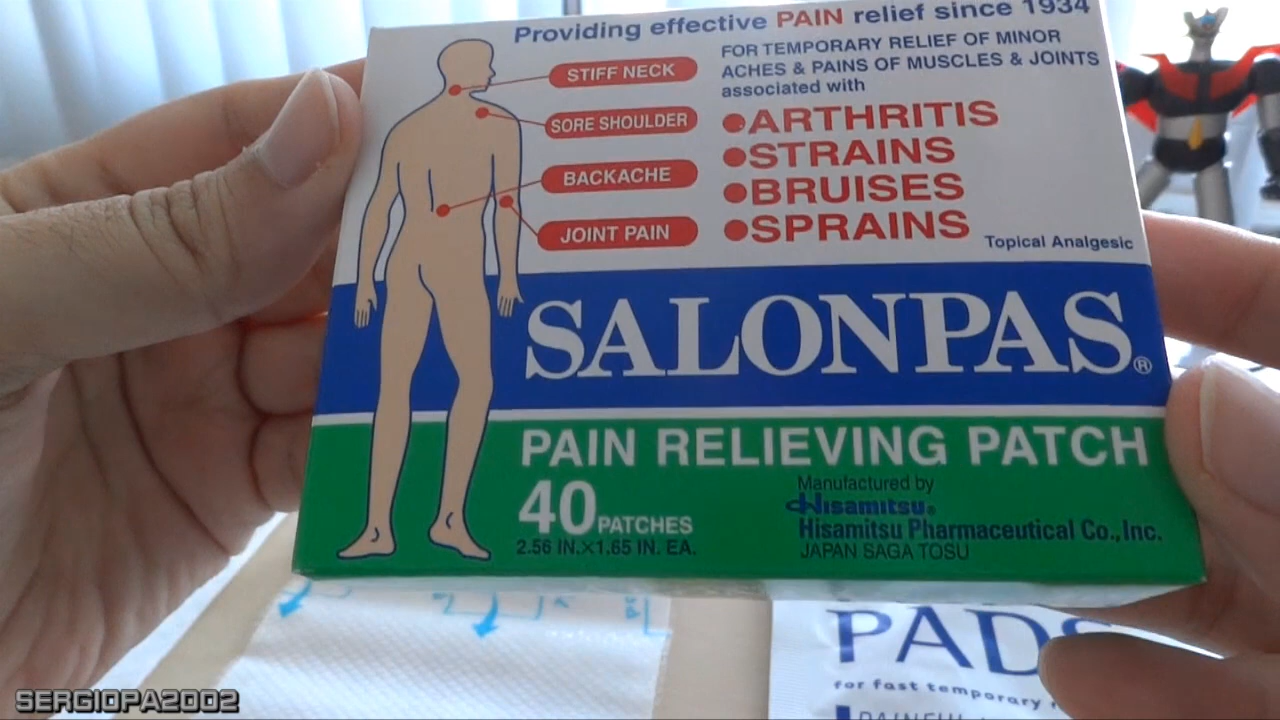 Providing effective PAIN relief since 1934
STIFF NECK
SORE SHOULDER
BACKACHE
JOINT PAIN
FOR TEMPORARY RELIEF OF MINOR
ACHES & PAINS OF MUSCLES & JOINTS
associated with
●ARTHRITIS
●STRAINS
●BRUISES
●SPRAINS
Topical Analgesic
SALONPAS®
PAIN RELIEVING PATCH
40 PATCHES
2.56 IN.×1.65 IN. EA.
Manufactured by
Hisamitsu®
Hisamitsu Pharmaceutical Co., Inc.
JAPAN SAGA TOSU
PADS
for fast temporary
SERGIOPA2002